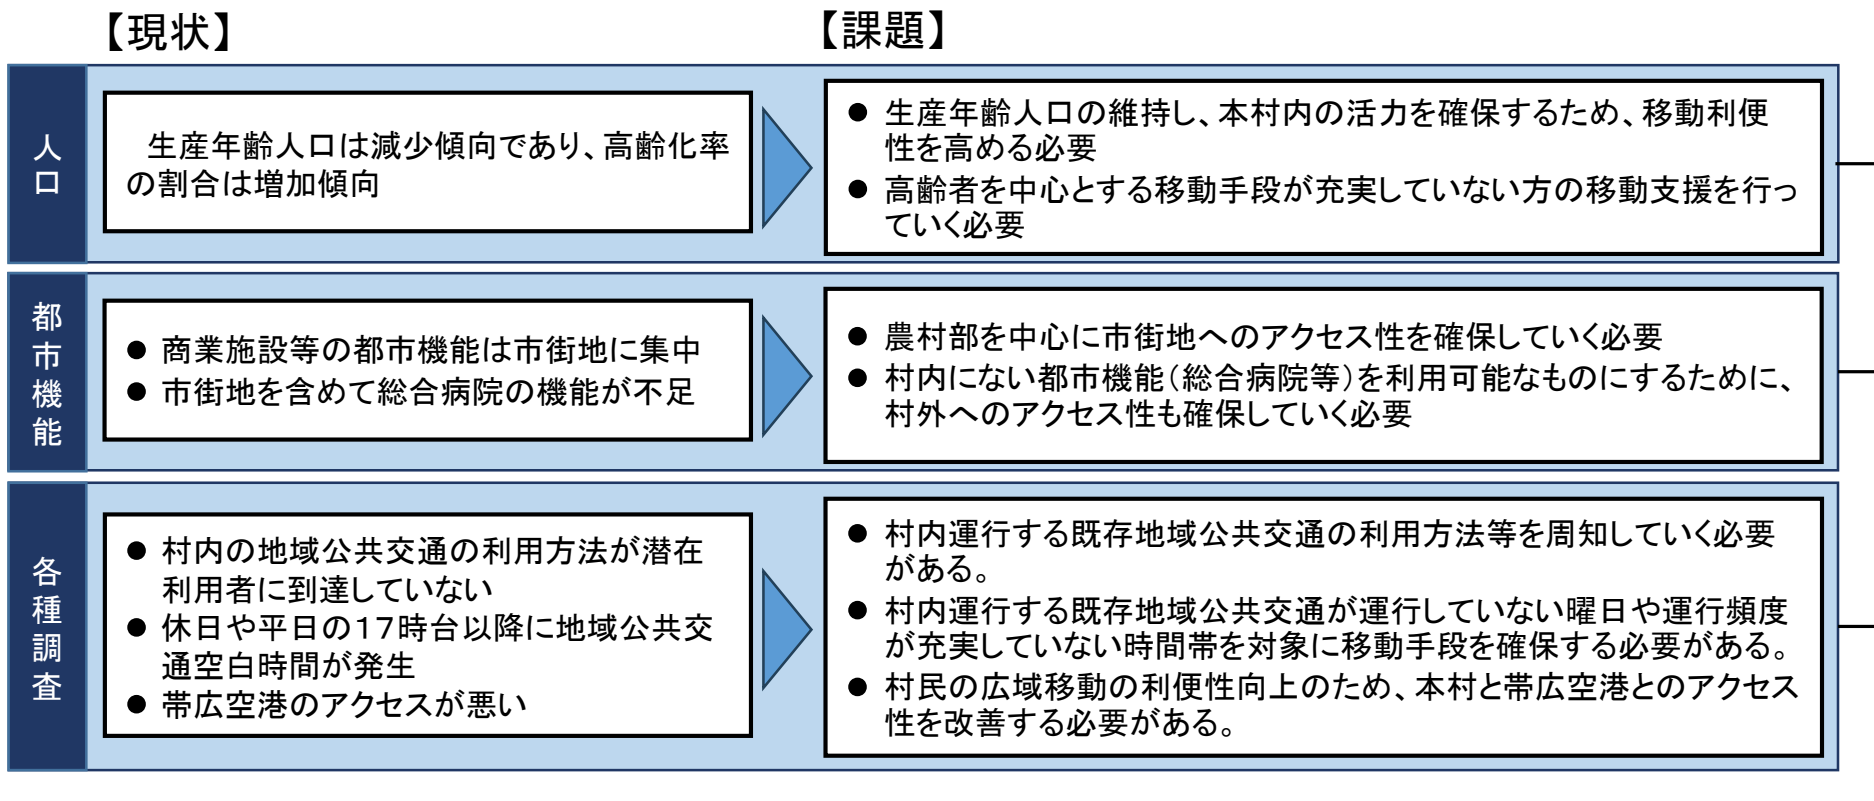 【現状】
【課題】
人口
生産年齢人口は減少傾向であり、高齢化率
の割合は増加傾向
● 生産年齢人口の維持し、本村内の活力を確保するため、移動利便
性を高める必要
● 高齢者を中心とする移動手段が充実していない方の移動支援を行っ
ていく必要
都市機能
● 商業施設等の都市機能は市街地に集中
● 市街地を含めて総合病院の機能が不足
● 農村部を中心に市街地へのアクセス性を確保していく必要
● 村内にない都市機能（総合病院等）を利用可能なものにするために、
村外へのアクセス性も確保していく必要
各種調査
● 村内の地域公共交通の利用方法が潜在
利用者に到達していない
● 休日や平日の１７時台以降に地域公共交
通空白時間が発生
● 帯広空港のアクセスが悪い
● 村内運行する既存地域公共交通の利用方法等を周知していく必要
がある。
● 村内運行する既存地域公共交通が運行していない曜日や運行頻度
が充実していない時間帯を対象に移動手段を確保する必要がある。
● 村民の広域移動の利便性向上のため、本村と帯広空港とのアクセス
性を改善する必要がある。